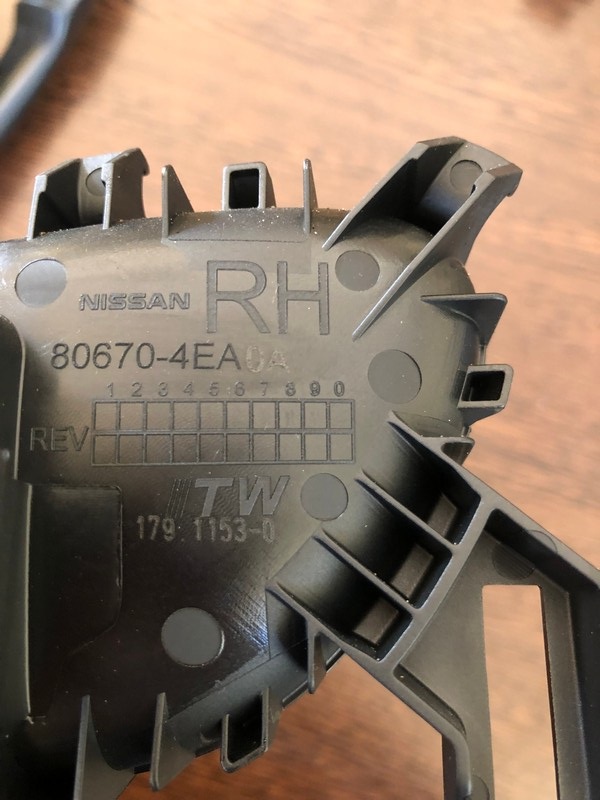 NISSAN RH
80670-4EA0A
1 2 3 4 5 6 7 8 9 0
REV
TW
179.1153-0